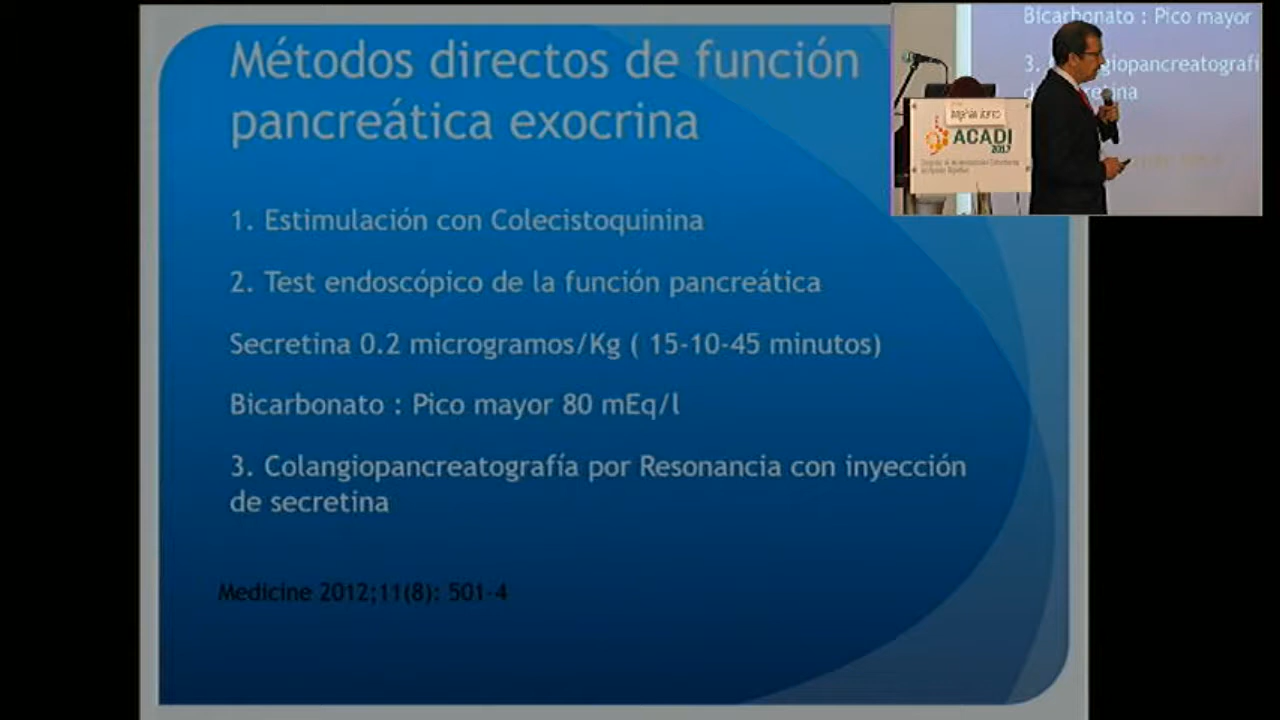 Métodos directos de función
pancreática exocrina
1. Estimulación con Colecistoquinina
2. Test endoscópico de la función pancreática
Secretina 0.2 microgramos/Kg ( 15-10-45 minutos)
Bicarbonato : Pico mayor 80 mEq/l
3. Colangiopancreatografía por Resonancia con inyección
de secretina
Medicine 2012;11(8): 501-4
Bicarbonato : Pico mayor
3.
ACADI
2017